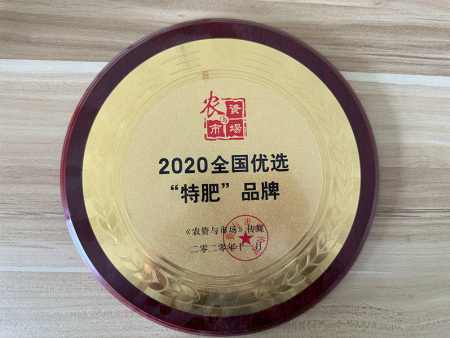 农资
与
市场
2020全国优选
“特肥”品牌
《农资与市场》传媒
二零二零年十一月